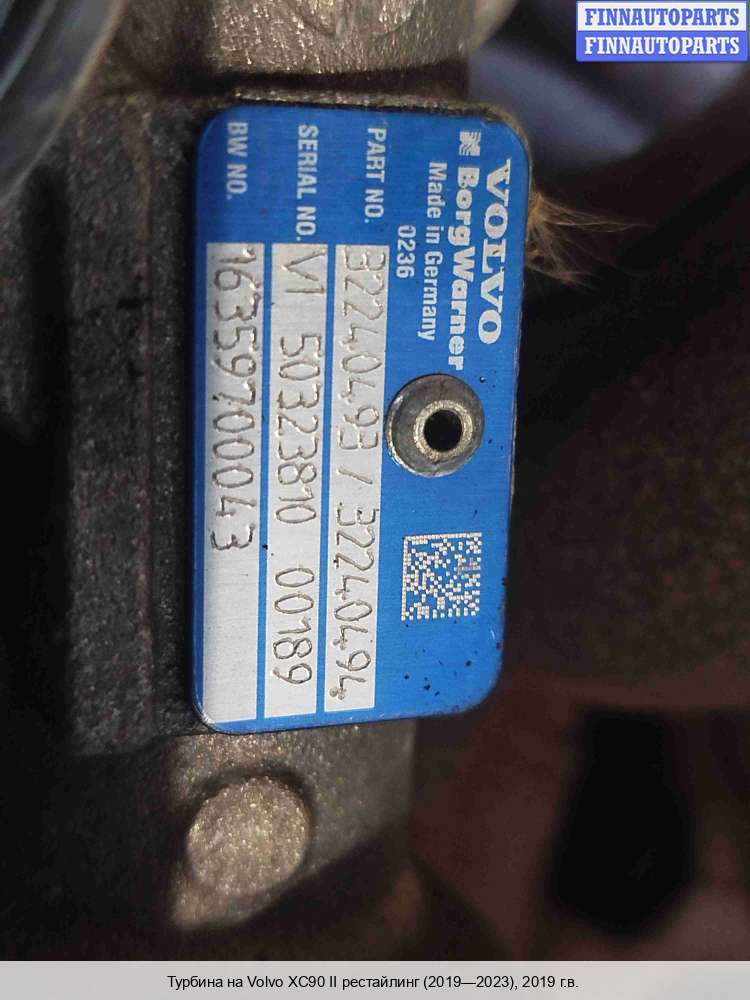 FINNAUTOPARTS
FINNAUTOPARTS
VOLVO
BorgWarner
Made in Germany
0236
PART NO. 32240493 / 32240494
SERIAL NO. VI 50323810 00189
BW NO. 16359700043
Турбина на Volvo XC90 II рестайлинг (2019—2023), 2019 г.в.